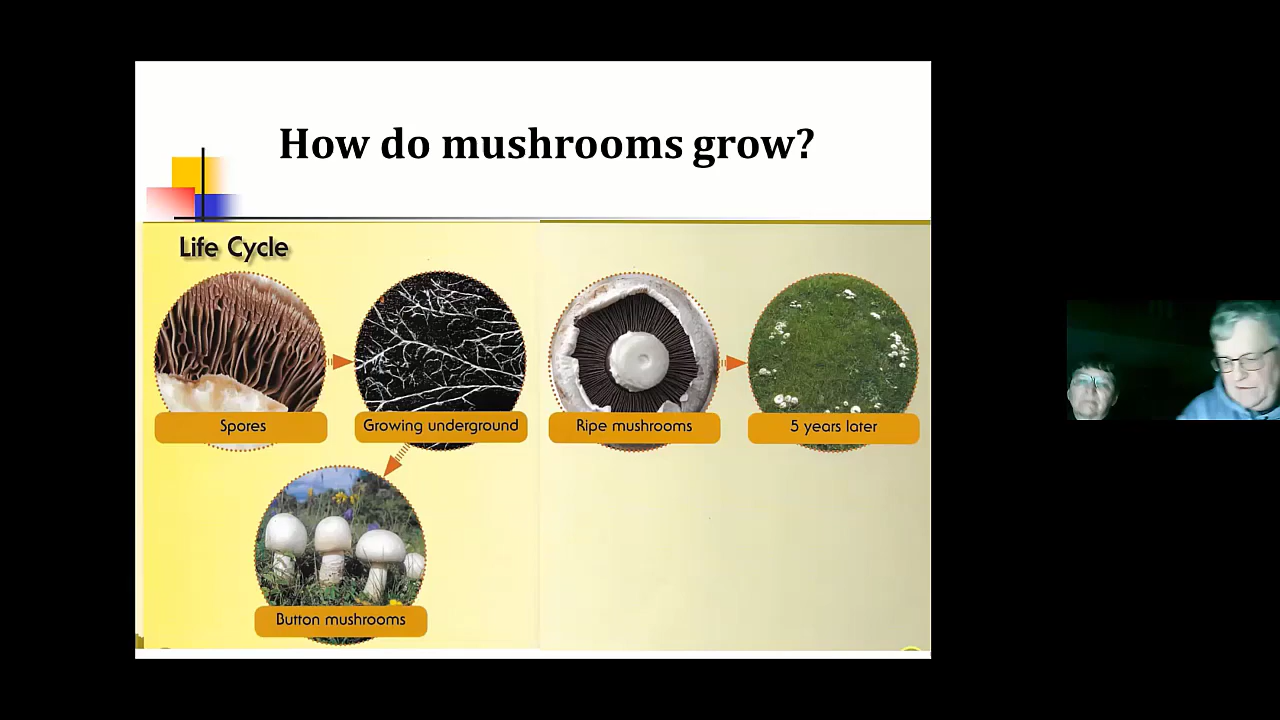 How do mushrooms grow?
Life Cycle
Spores
Growing underground
Ripe mushrooms
5 years later
Button mushrooms